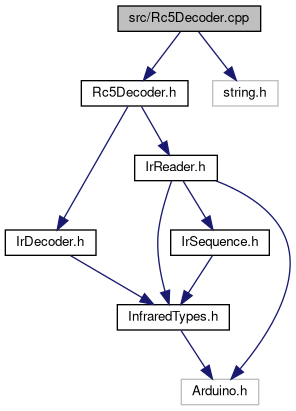 src/Rc5Decoder.cpp
Rc5Decoder.h
string.h
IrReader.h
IrDecoder.h
IrSequence.h
InfraredTypes.h
Arduino.h